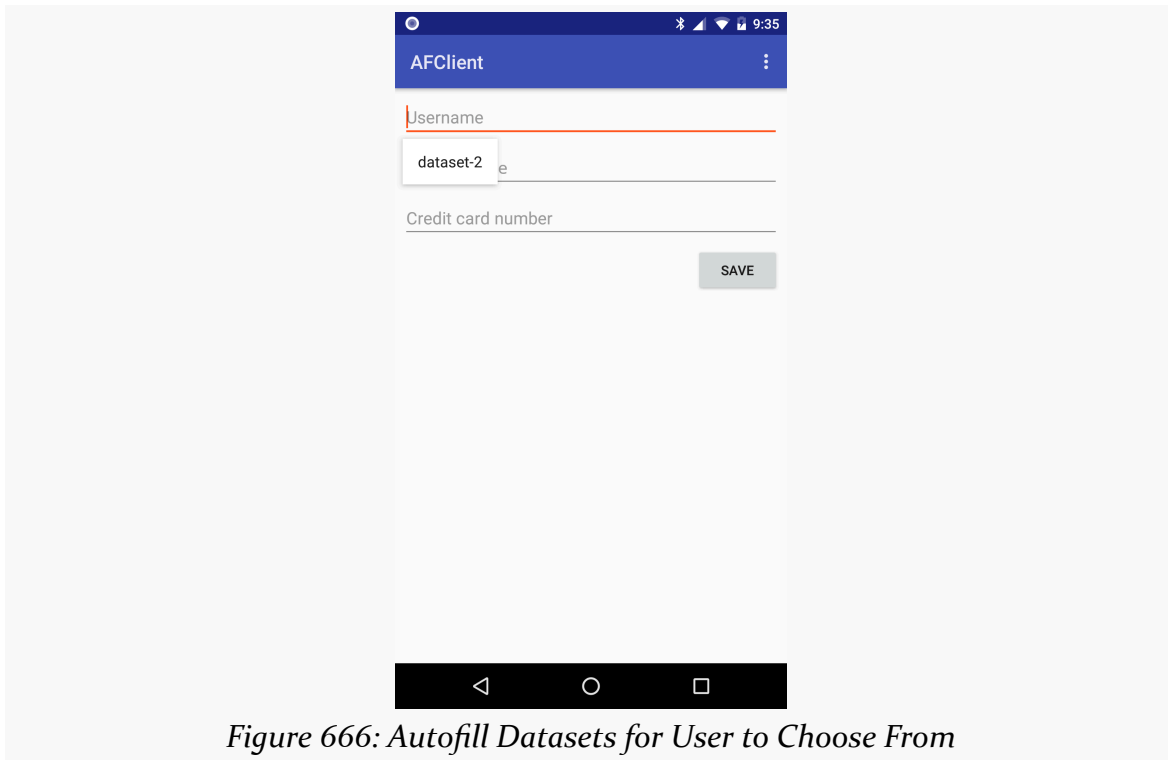 9:35
AFClient
Username
dataset-2
e
Credit card number
SAVE
Figure 666: Autofill Datasets for User to Choose From